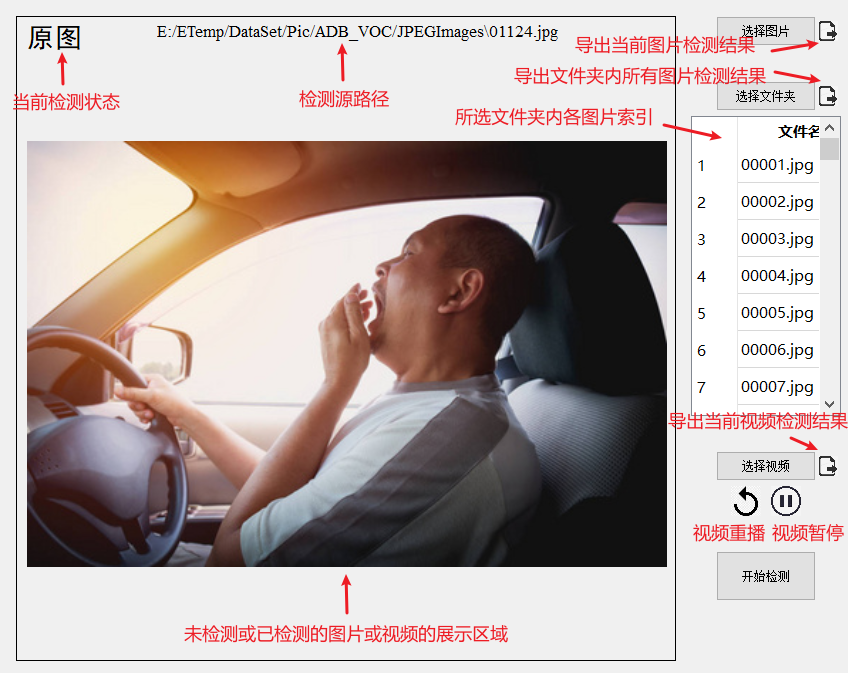 原图
E:/ETemp/DataSet/Pic/ADB_VOC/JPEGImages\01124.jpg
当前检测状态
检测源路径
选择图片
导出当前图片检测结果
导出文件夹内所有图片检测结果
选择文件夹
所选文件夹内各图片索引
文件名
1 00001.jpg
2 00002.jpg
3 00003.jpg
4 00004.jpg
5 00005.jpg
6 00006.jpg
7 00007.jpg
导出当前视频检测结果
选择视频
视频重播 视频暂停
开始检测
未检测或已检测的图片或视频的展示区域